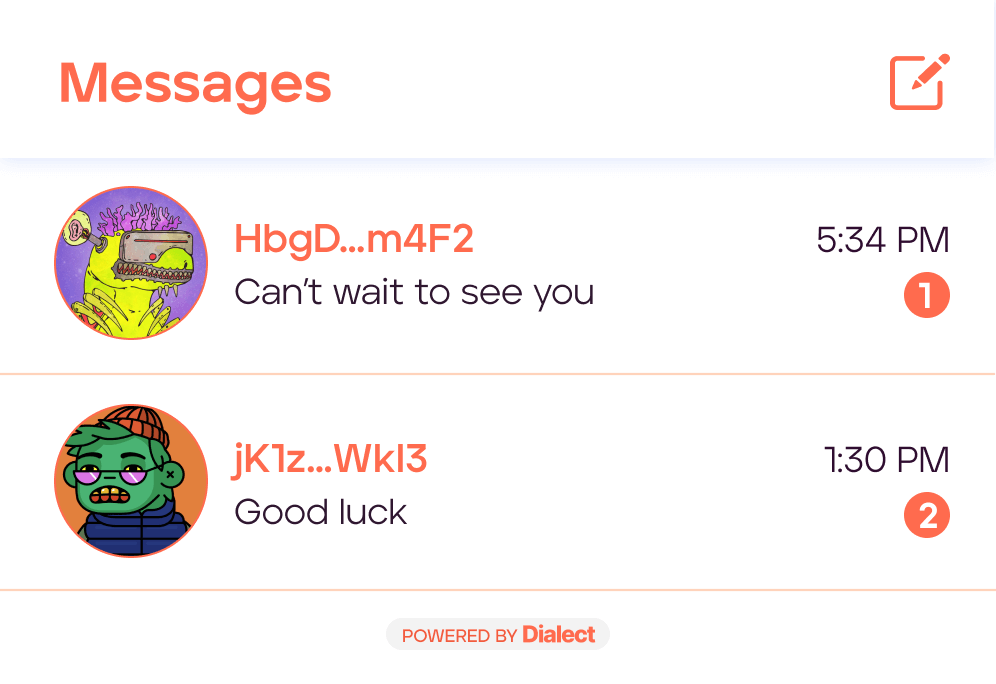 Messages
HbgD...m4F2
5:34 PM
Can't wait to see you
1
jK1z...WkI3
1:30 PM
Good luck
2
POWERED BY Dialect